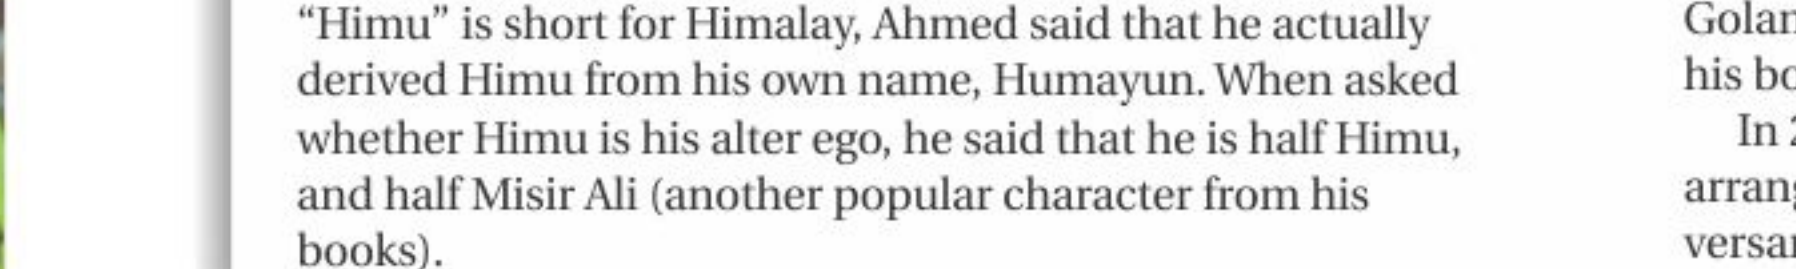 “Himu” is short for Himalay, Ahmed said that he actually
derived Himu from his own name, Humayun. When asked
whether Himu is his alter ego, he said that he is half Himu,
and half Misir Ali (another popular character from his
books).
his
In